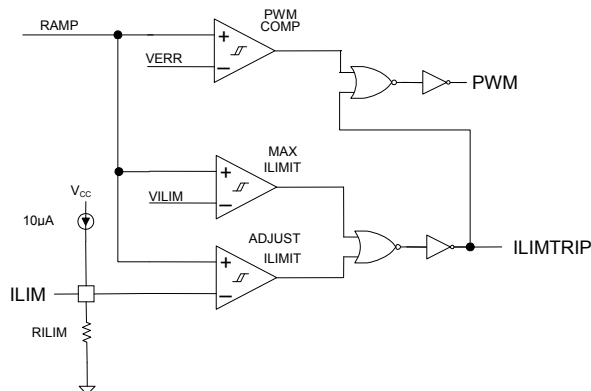 PWM
COMP
RAMP
+
VERR
−
PWM
MAX
ILIMIT
+
VCC
VILIM
−
10µA
ADJUST
ILIMIT
+
ILIMTRIP
ILIM
−
RILIM